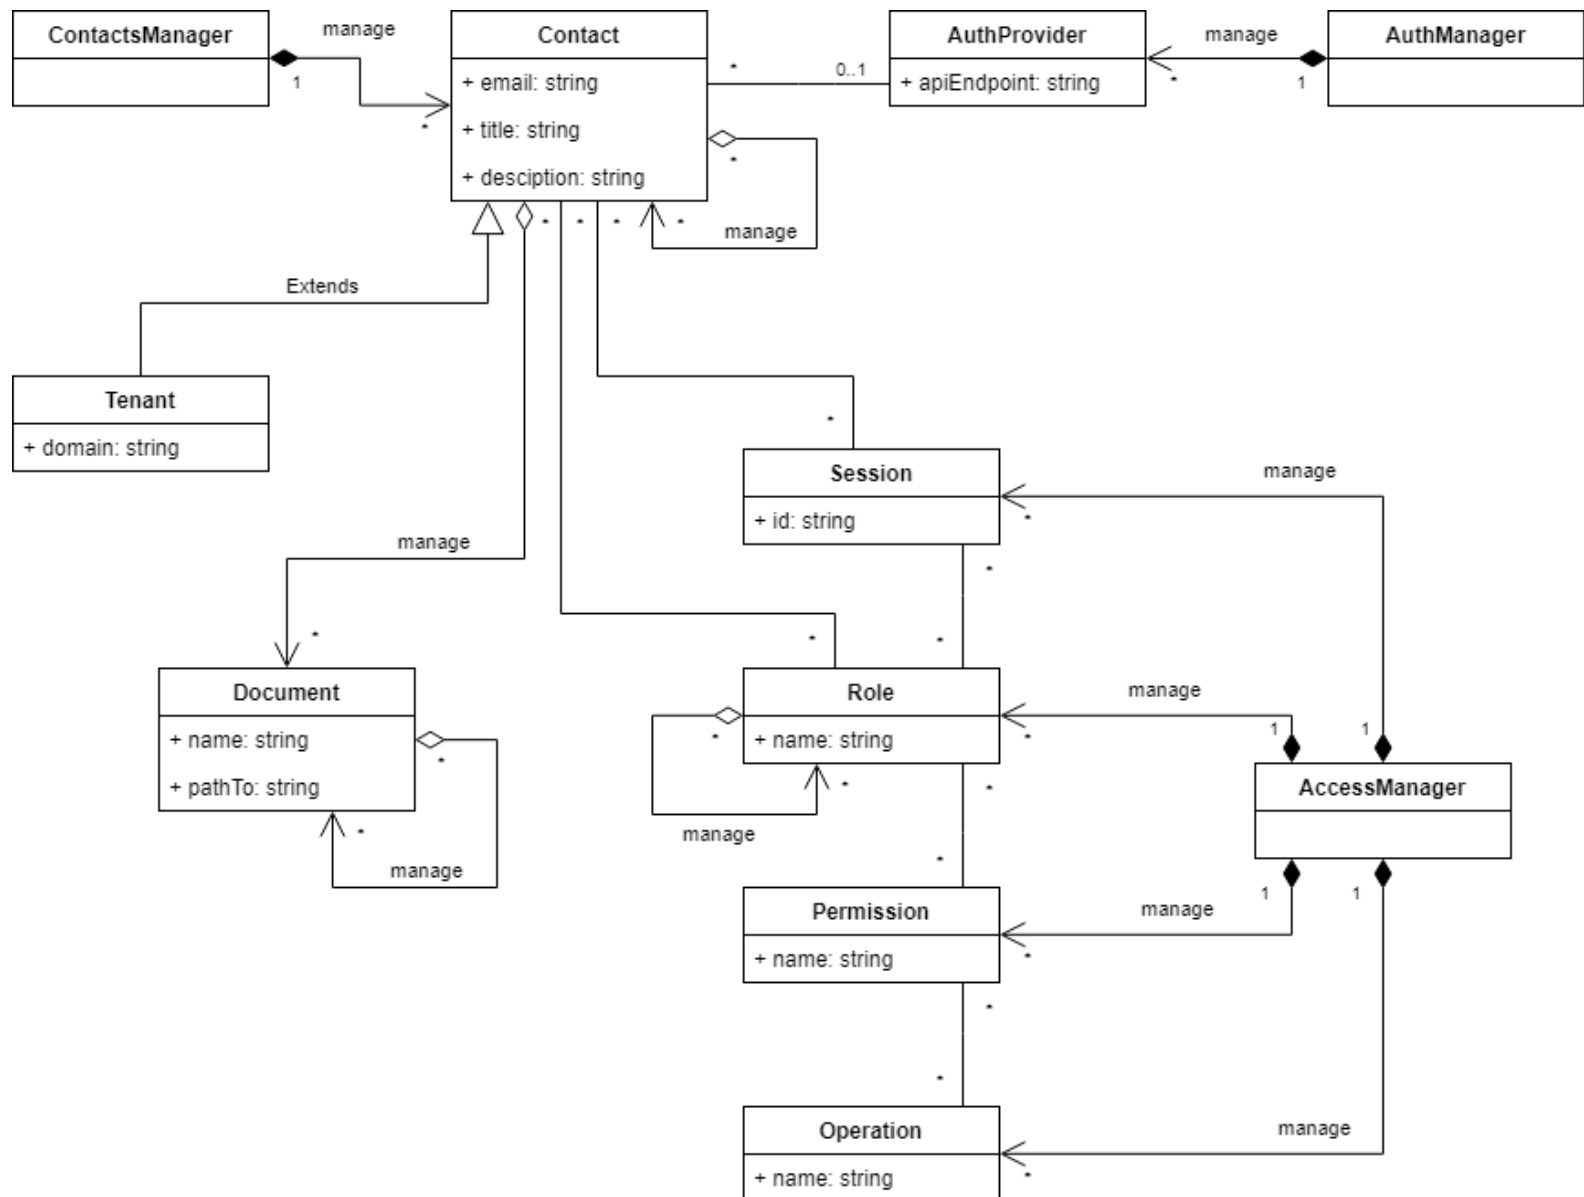 ContactsManager
manage
1
*
Contact
+ email: string
+ title: string
+ desciption: string
*
0..1
AuthProvider
+ apiEndpoint: string
manage
*
1
AuthManager
*
*
manage
*
*
*
Extends
Tenant
+ domain: string
*
Session
+ id: string
manage
*
manage
*
*
*
*
Document
+ name: string
+ pathTo: string
*
*
manage
Role
+ name: string
*
*
manage
manage
*
1
1
AccessManager
*
*
Permission
+ name: string
manage
*
1
1
*
*
Operation
+ name: string
manage
*